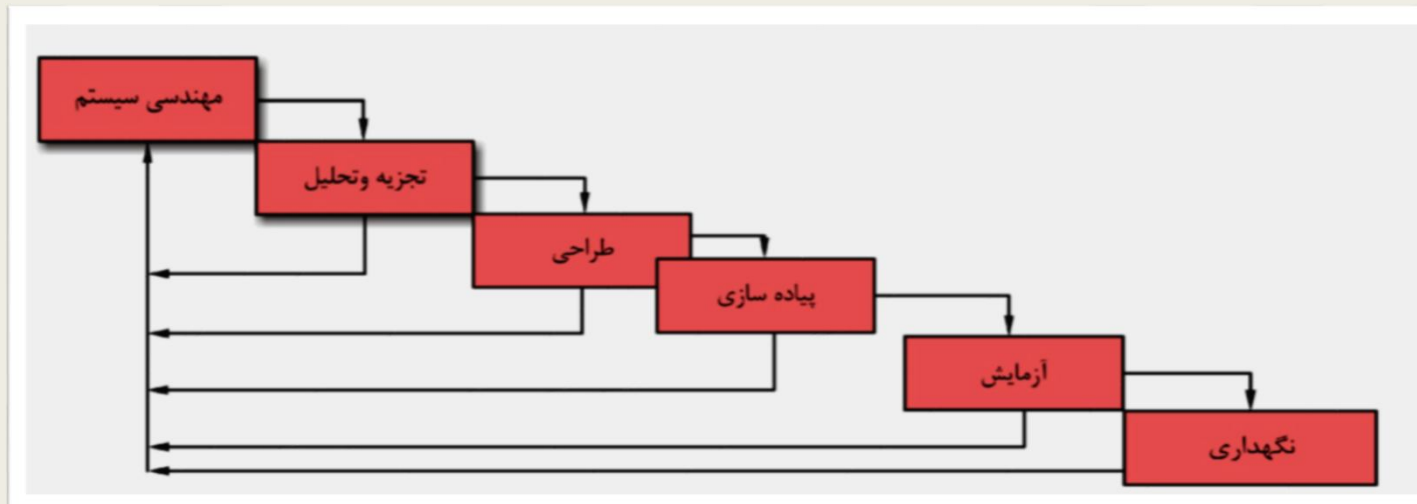 مهندسی سیستم
تجزیه وتحلیل
طراحی
پیاده سازی
آزمایش
نگهداری